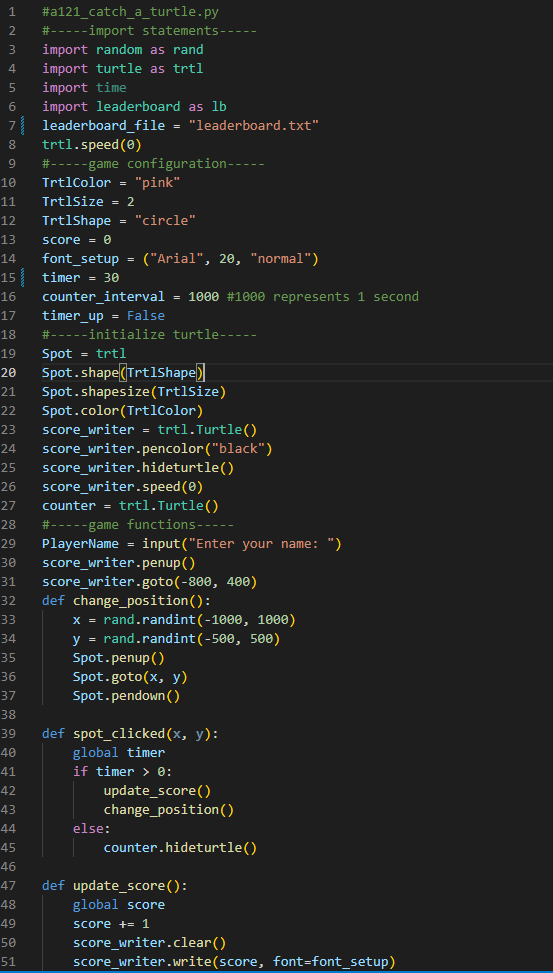 1 #a121_catch_a_turtle.py
2 #-----import statements-----
3 import random as rand
4 import turtle as trtl
5 import time
6 import leaderboard as lb
7 leaderboard_file = "leaderboard.txt"
8 trtl.speed(0)
9 #-----game configuration-----
10 TrtlColor = "pink"
11 TrtlSize = 2
12 TrtlShape = "circle"
13 score = 0
14 font_setup = ("Arial", 20, "normal")
15 timer = 30
16 counter_interval = 1000 #1000 represents 1 second
17 timer_up = False
18 #-----initialize turtle-----
19 Spot = trtl
20 Spot.shape(TrtlShape)
21 Spot.shapesize(TrtlSize)
22 Spot.color(TrtlColor)
23 score_writer = trtl.Turtle()
24 score_writer.pencolor("black")
25 score_writer.hideturtle()
26 score_writer.speed(0)
27 counter = trtl.Turtle()
28 #-----game functions-----
29 PlayerName = input("Enter your name: ")
30 score_writer.penup()
31 score_writer.goto(-800, 400)
32 def change_position():
33     x = rand.randint(-1000, 1000)
34     y = rand.randint(-500, 500)
35     Spot.penup()
36     Spot.goto(x, y)
37     Spot.pendown()
38
39 def spot_clicked(x, y):
40     global timer
41     if timer > 0:
42         update_score()
43         change_position()
44     else:
45         counter.hideturtle()
46
47 def update_score():
48     global score
49     score += 1
50     score_writer.clear()
51     score_writer.write(score, font=font_setup)